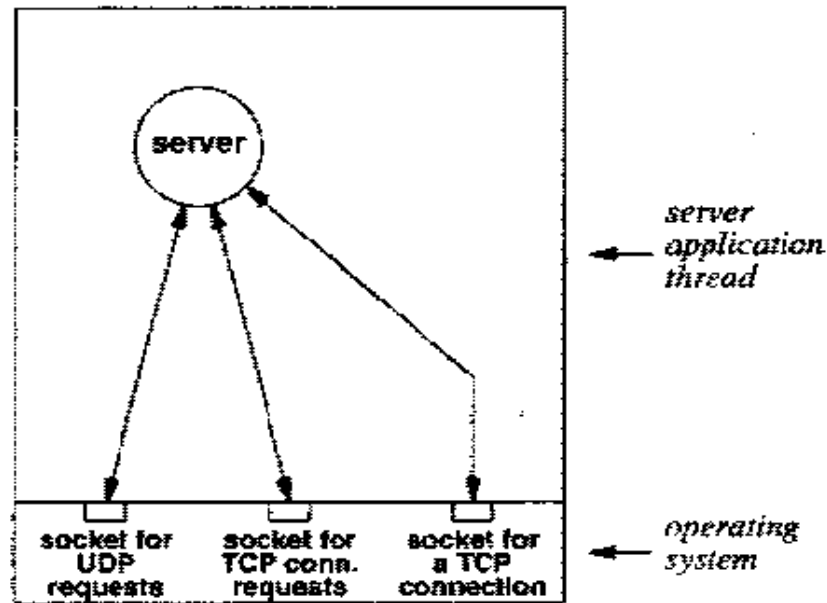 server
server
application
thread
socket for
UDP
requests
socket for
TCP conn.
requests
socket for
a TCP
connection
operating
system